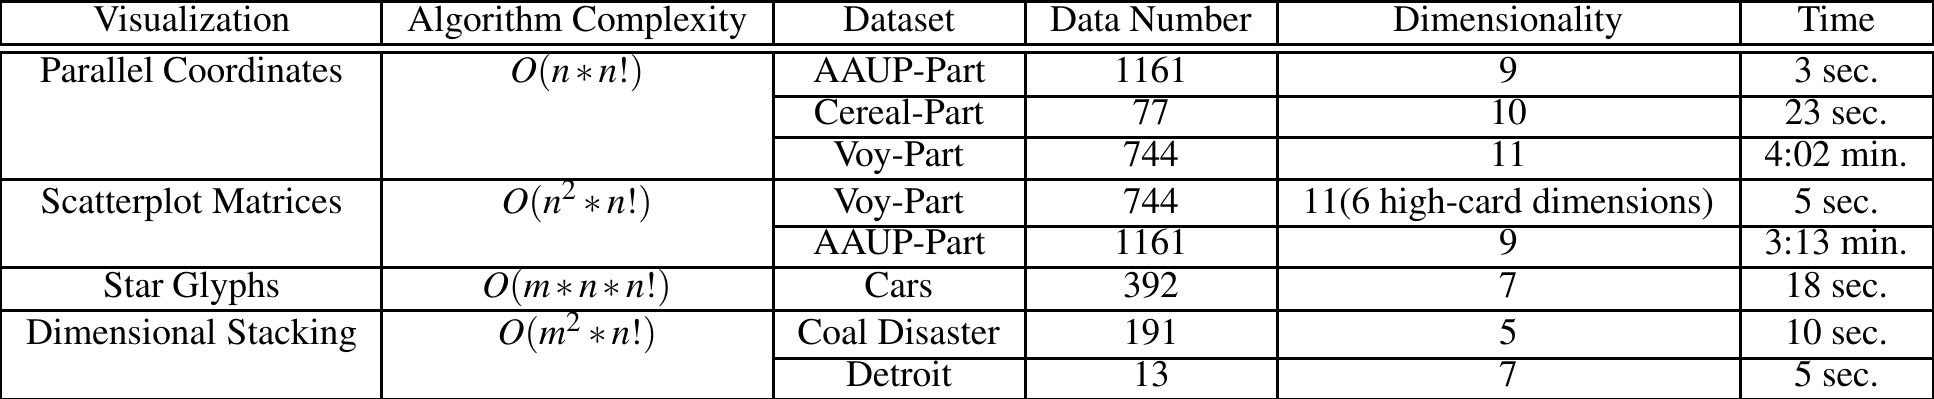 Visualization Algorithm Complexity Dataset Data Number Dimensionality Time
Parallel Coordinates O(n∗n!) AAUP-Part 1161 9 3 sec.
Cereal-Part 77 10 23 sec.
Voy-Part 744 11 4:02 min.
Scatterplot Matrices O(n²∗n!) Voy-Part 744 11(6 high-card dimensions) 5 sec.
AAUP-Part 1161 9 3:13 min.
Star Glyphs O(m∗n∗n!) Cars 392 7 18 sec.
Dimensional Stacking O(m²∗n!) Coal Disaster 191 5 10 sec.
Detroit 13 7 5 sec.